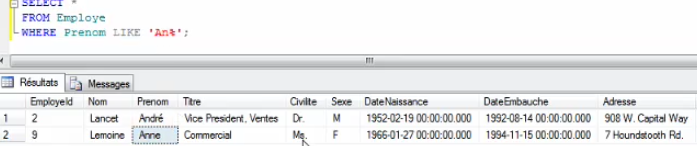 SELECT *
FROM Employe
WHERE Prenom LIKE 'An%';
Résultats Messages
EmployeId Nom Prenom Titre Civilite Sexe DateNaissance DateEmbauche Adresse
1 2 Lancet André Vice President, Ventes Dr. M 1952-02-19 00:00:00.000 1992-08-14 00:00:00.000 908 W. Capital Way
2 9 Lemoine Anne Commercial Ms. F 1966-01-27 00:00:00.000 1994-11-15 00:00:00.000 7 Houndstooth Rd.